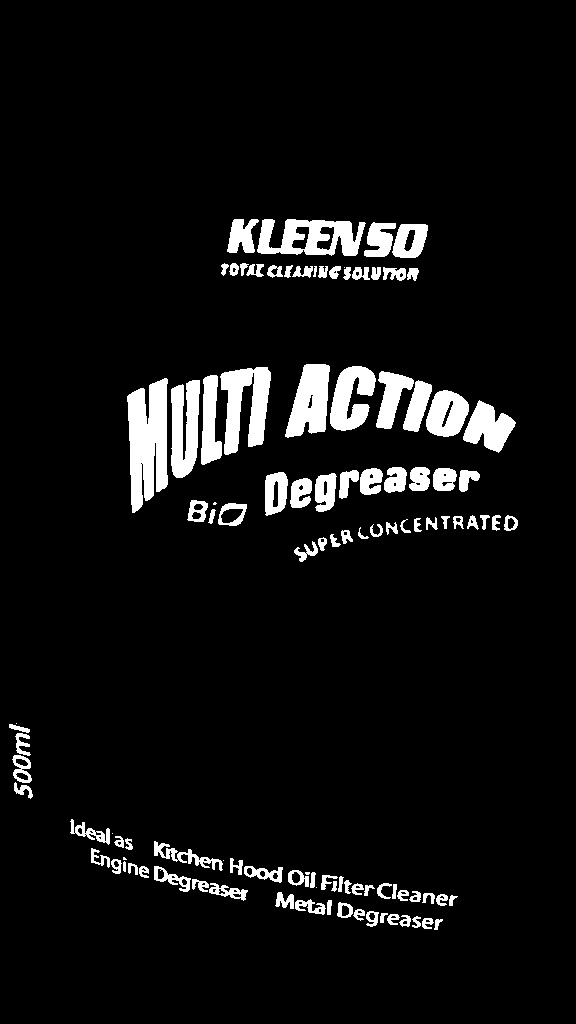 KLEENSO
TOTAL CLEANING SOLUTION
MULTI ACTION
Bio Degreaser
SUPER CONCENTRATED
500ml
Ideal as Kitchen Hood Oil Filter Cleaner
Engine Degreaser Metal Degreaser